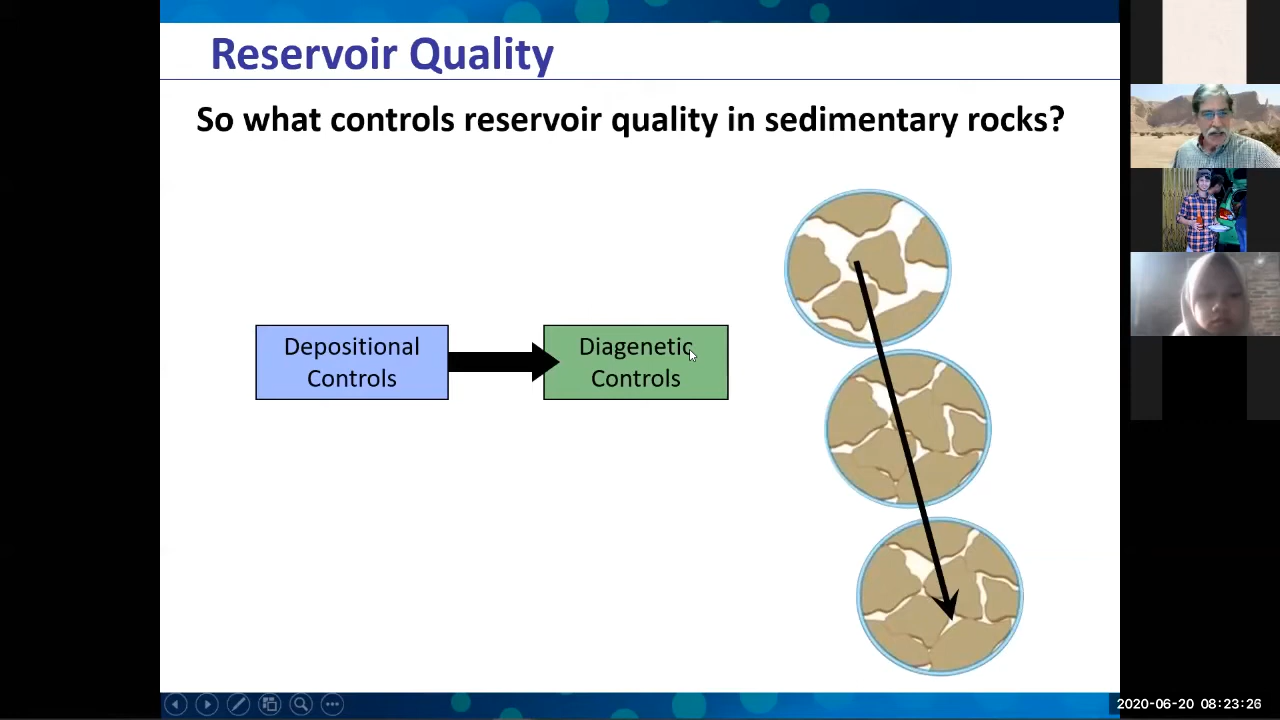 Reservoir Quality
So what controls reservoir quality in sedimentary rocks?
Depositional
Controls
Diagenetic
Controls
2020-06-20 08:23:26